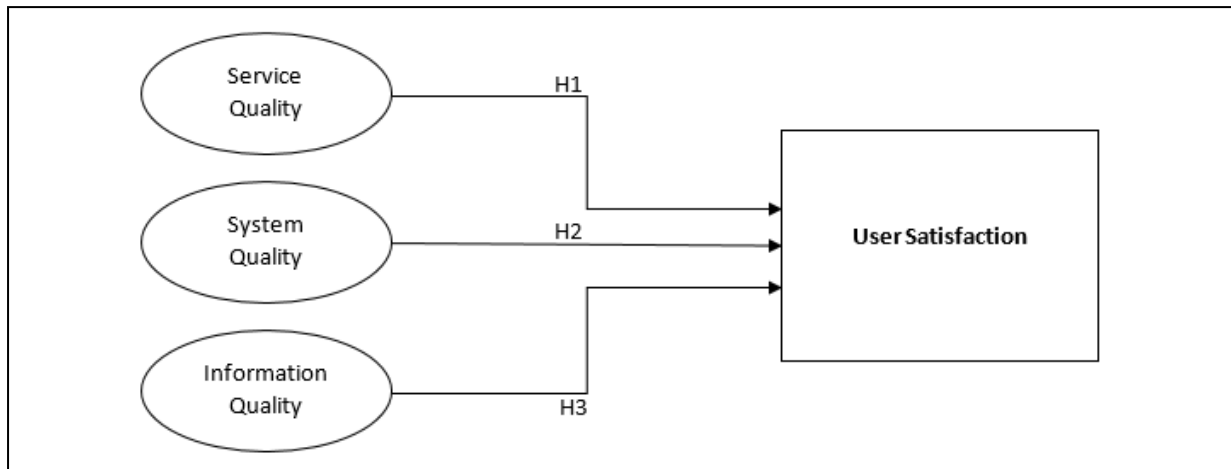 Service
Quality
H1
System
Quality
H2
User Satisfaction
Information
Quality
H3